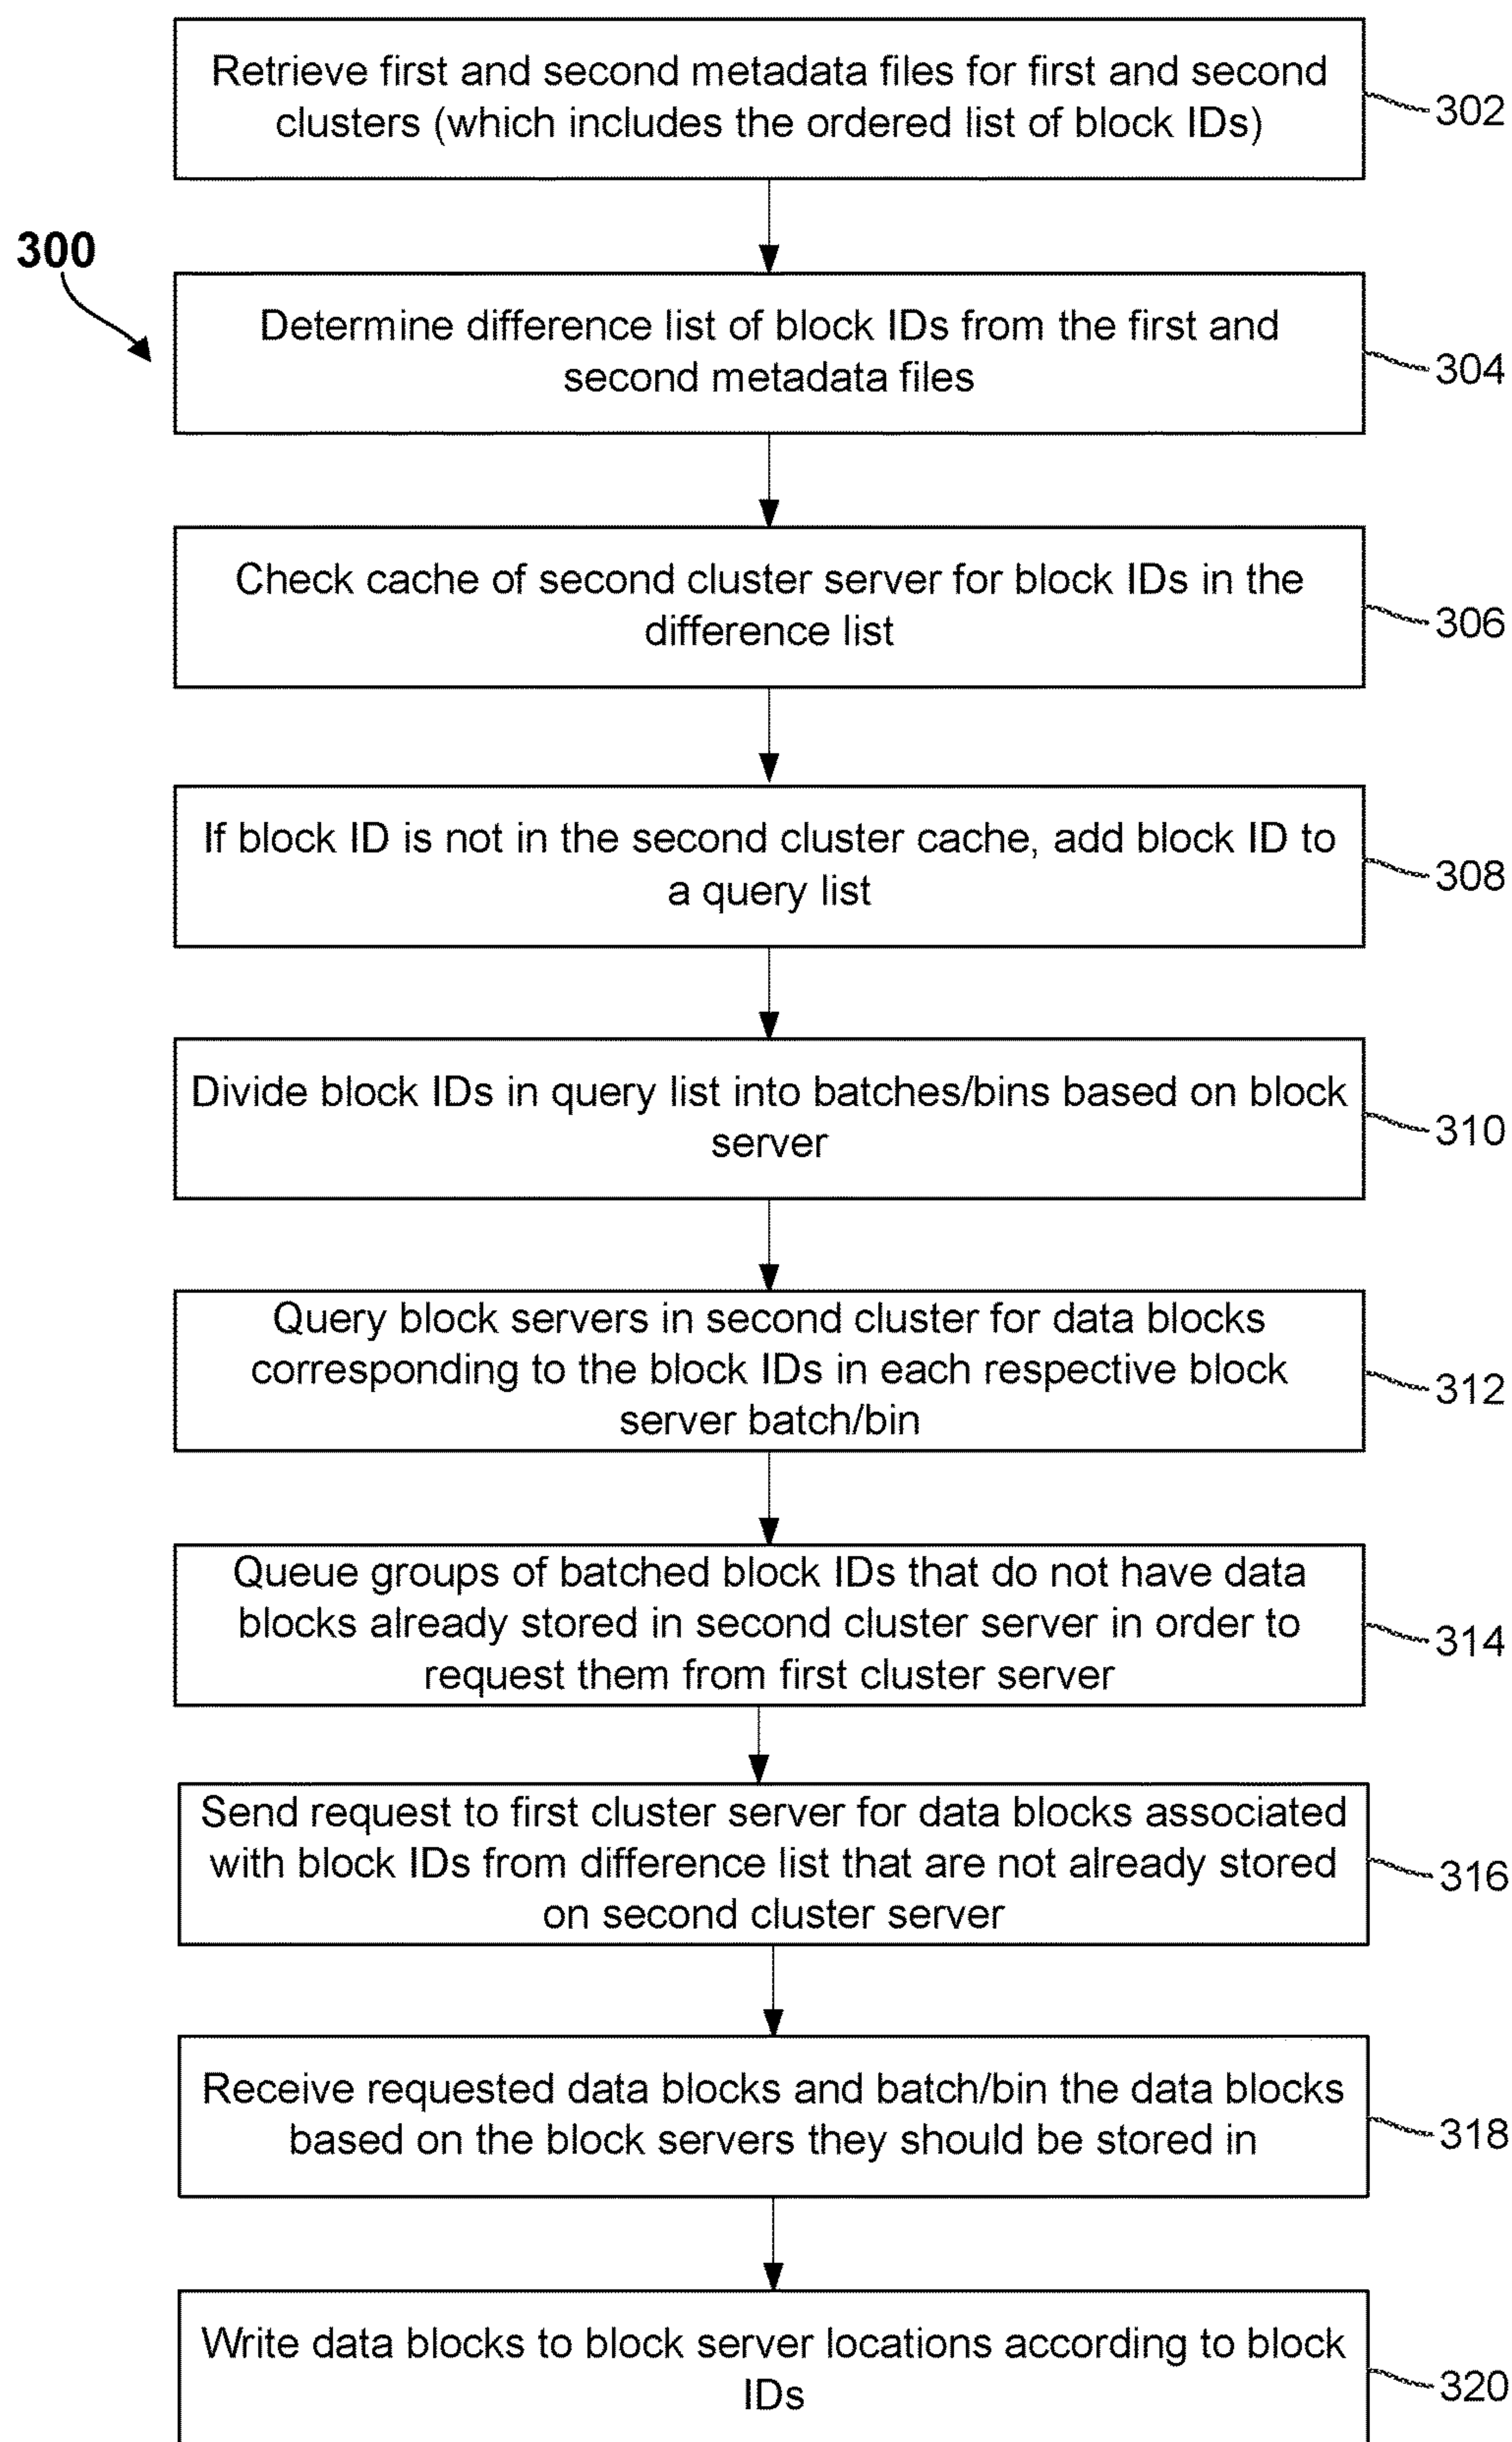 Retrieve first and second metadata files for first and second
clusters (which includes the ordered list of block IDs)
302
300
Determine difference list of block IDs from the first and
second metadata files
304
Check cache of second cluster server for block IDs in the
difference list
306
If block ID is not in the second cluster cache, add block ID to
a query list
308
Divide block IDs in query list into batches/bins based on block
server
310
Query block servers in second cluster for data blocks
corresponding to the block IDs in each respective block
server batch/bin
312
Queue groups of batched block IDs that do not have data
blocks already stored in second cluster server in order to
request them from first cluster server
314
Send request to first cluster server for data blocks associated
with block IDs from difference list that are not already stored
on second cluster server
316
Receive requested data blocks and batch/bin the data blocks
based on the block servers they should be stored in
318
Write data blocks to block server locations according to block
IDs
320